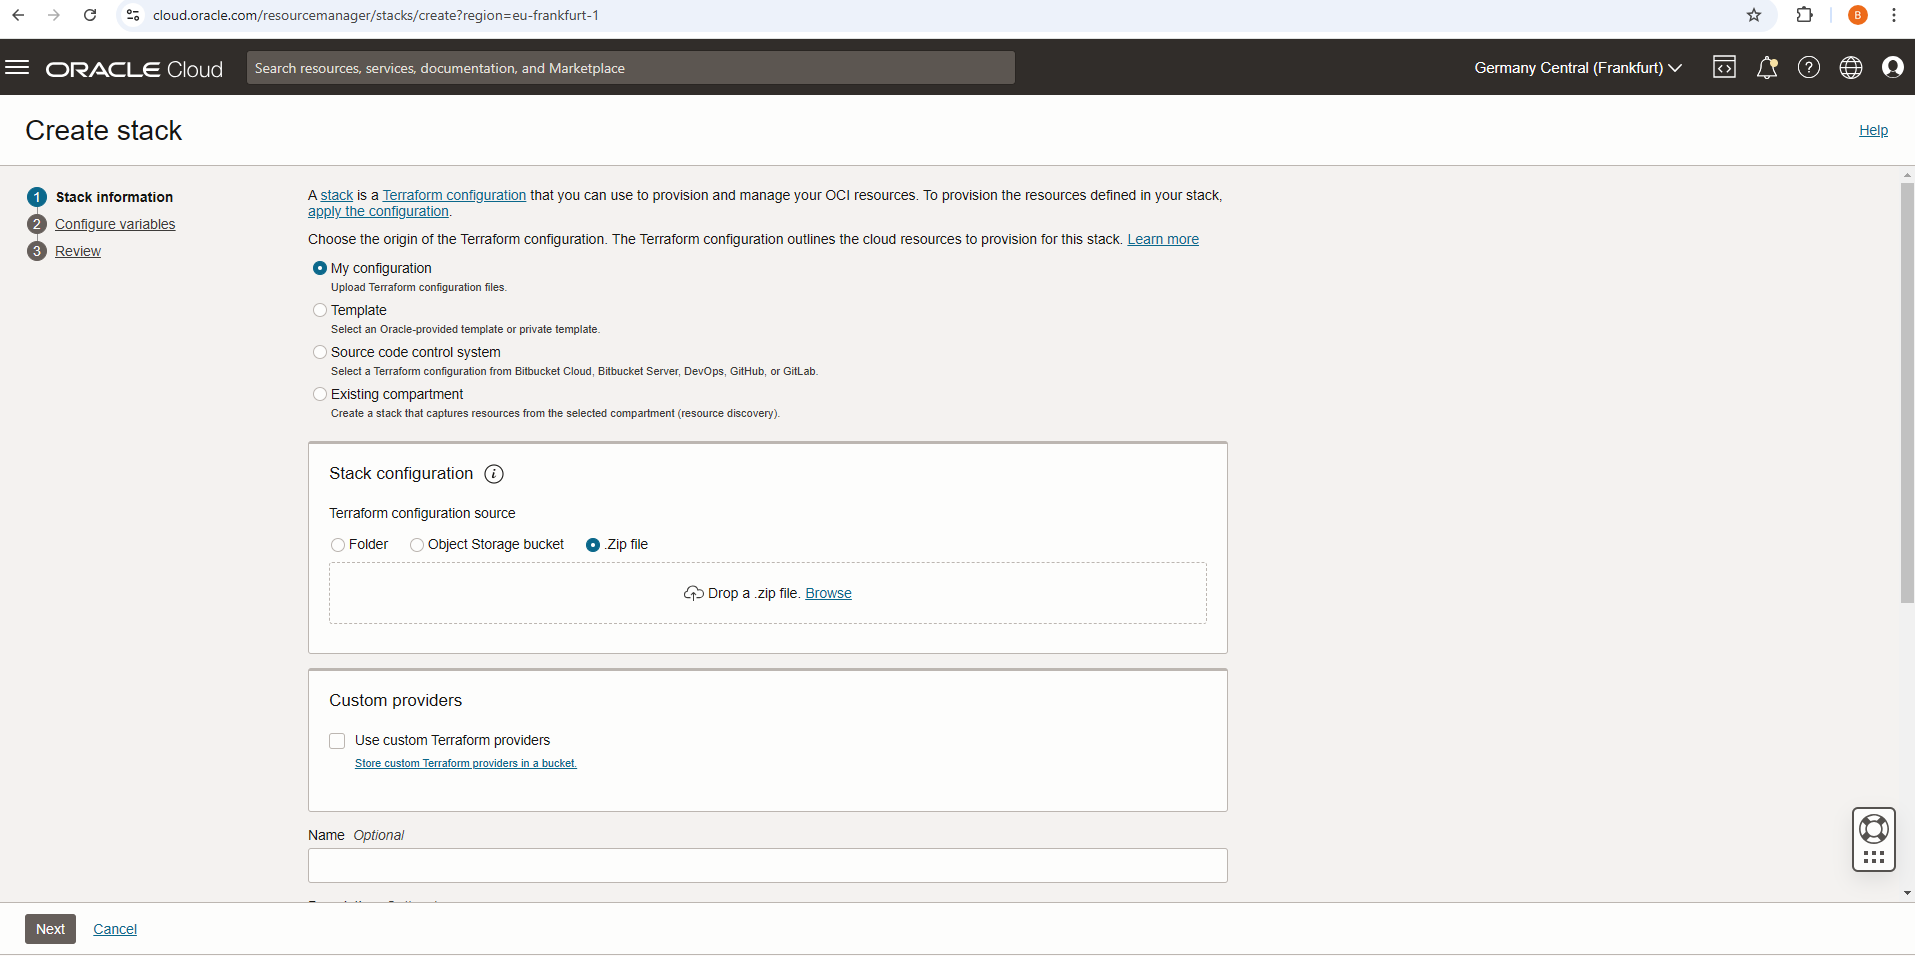 cloud.oracle.com/resourcemanager/stacks/create?region=eu-frankfurt-1
B
ORACLE Cloud
Search resources, services, documentation, and Marketplace
Germany Central (Frankfurt)
Create stack
Help
1 Stack information
2 Configure variables
3 Review
A stack is a Terraform configuration that you can use to provision and manage your OCI resources. To provision the resources defined in your stack,
apply the configuration.
Choose the origin of the Terraform configuration. The Terraform configuration outlines the cloud resources to provision for this stack. Learn more
My configuration
Upload Terraform configuration files.
Template
Select an Oracle-provided template or private template.
Source code control system
Select a Terraform configuration from Bitbucket Cloud, Bitbucket Server, DevOps, GitHub, or GitLab.
Existing compartment
Create a stack that captures resources from the selected compartment (resource discovery).
Stack configuration i
Terraform configuration source
Folder Object Storage bucket .Zip file
Drop a .zip file. Browse
Custom providers
Use custom Terraform providers
Store custom Terraform providers in a bucket.
Name Optional
Next Cancel